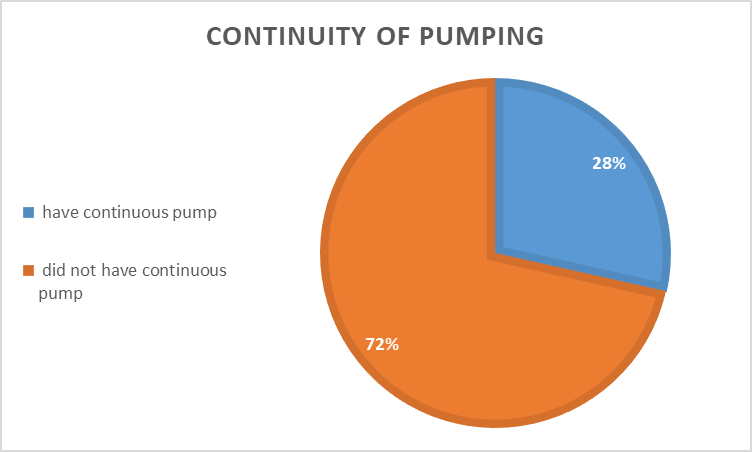 CONTINUITY OF PUMPING
28%
have continuous pump
did not have continuous
pump
72%